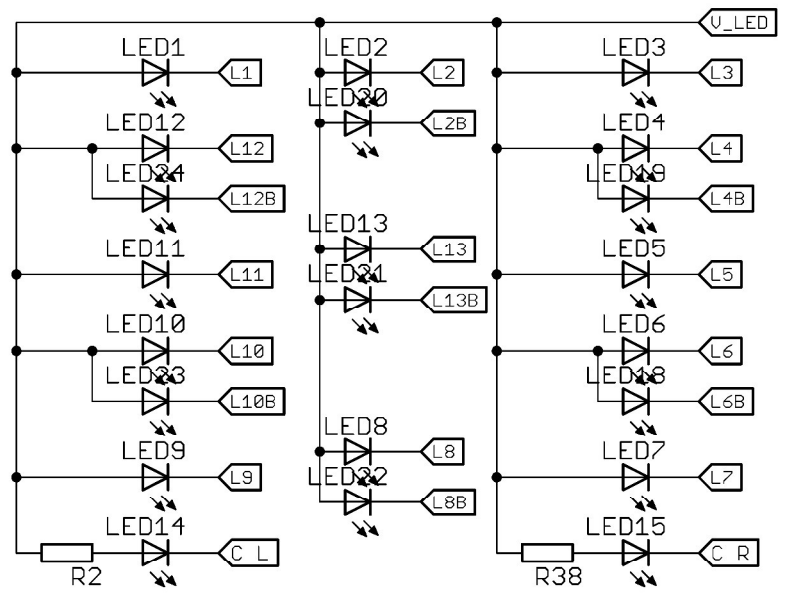 V_LED
LED1
L1
LED2
L2
LED3
L3
LED20
L2B
LED12
L12
LED4
L4
LED24
L12B
LED19
L4B
LED13
L13
LED11
L11
LED21
L13B
LED5
L5
LED10
L10
LED6
L6
LED23
L10B
LED18
L6B
LED8
L8
LED9
L9
LED22
L8B
LED7
L7
LED14
C L
R2
LED15
C R
R38